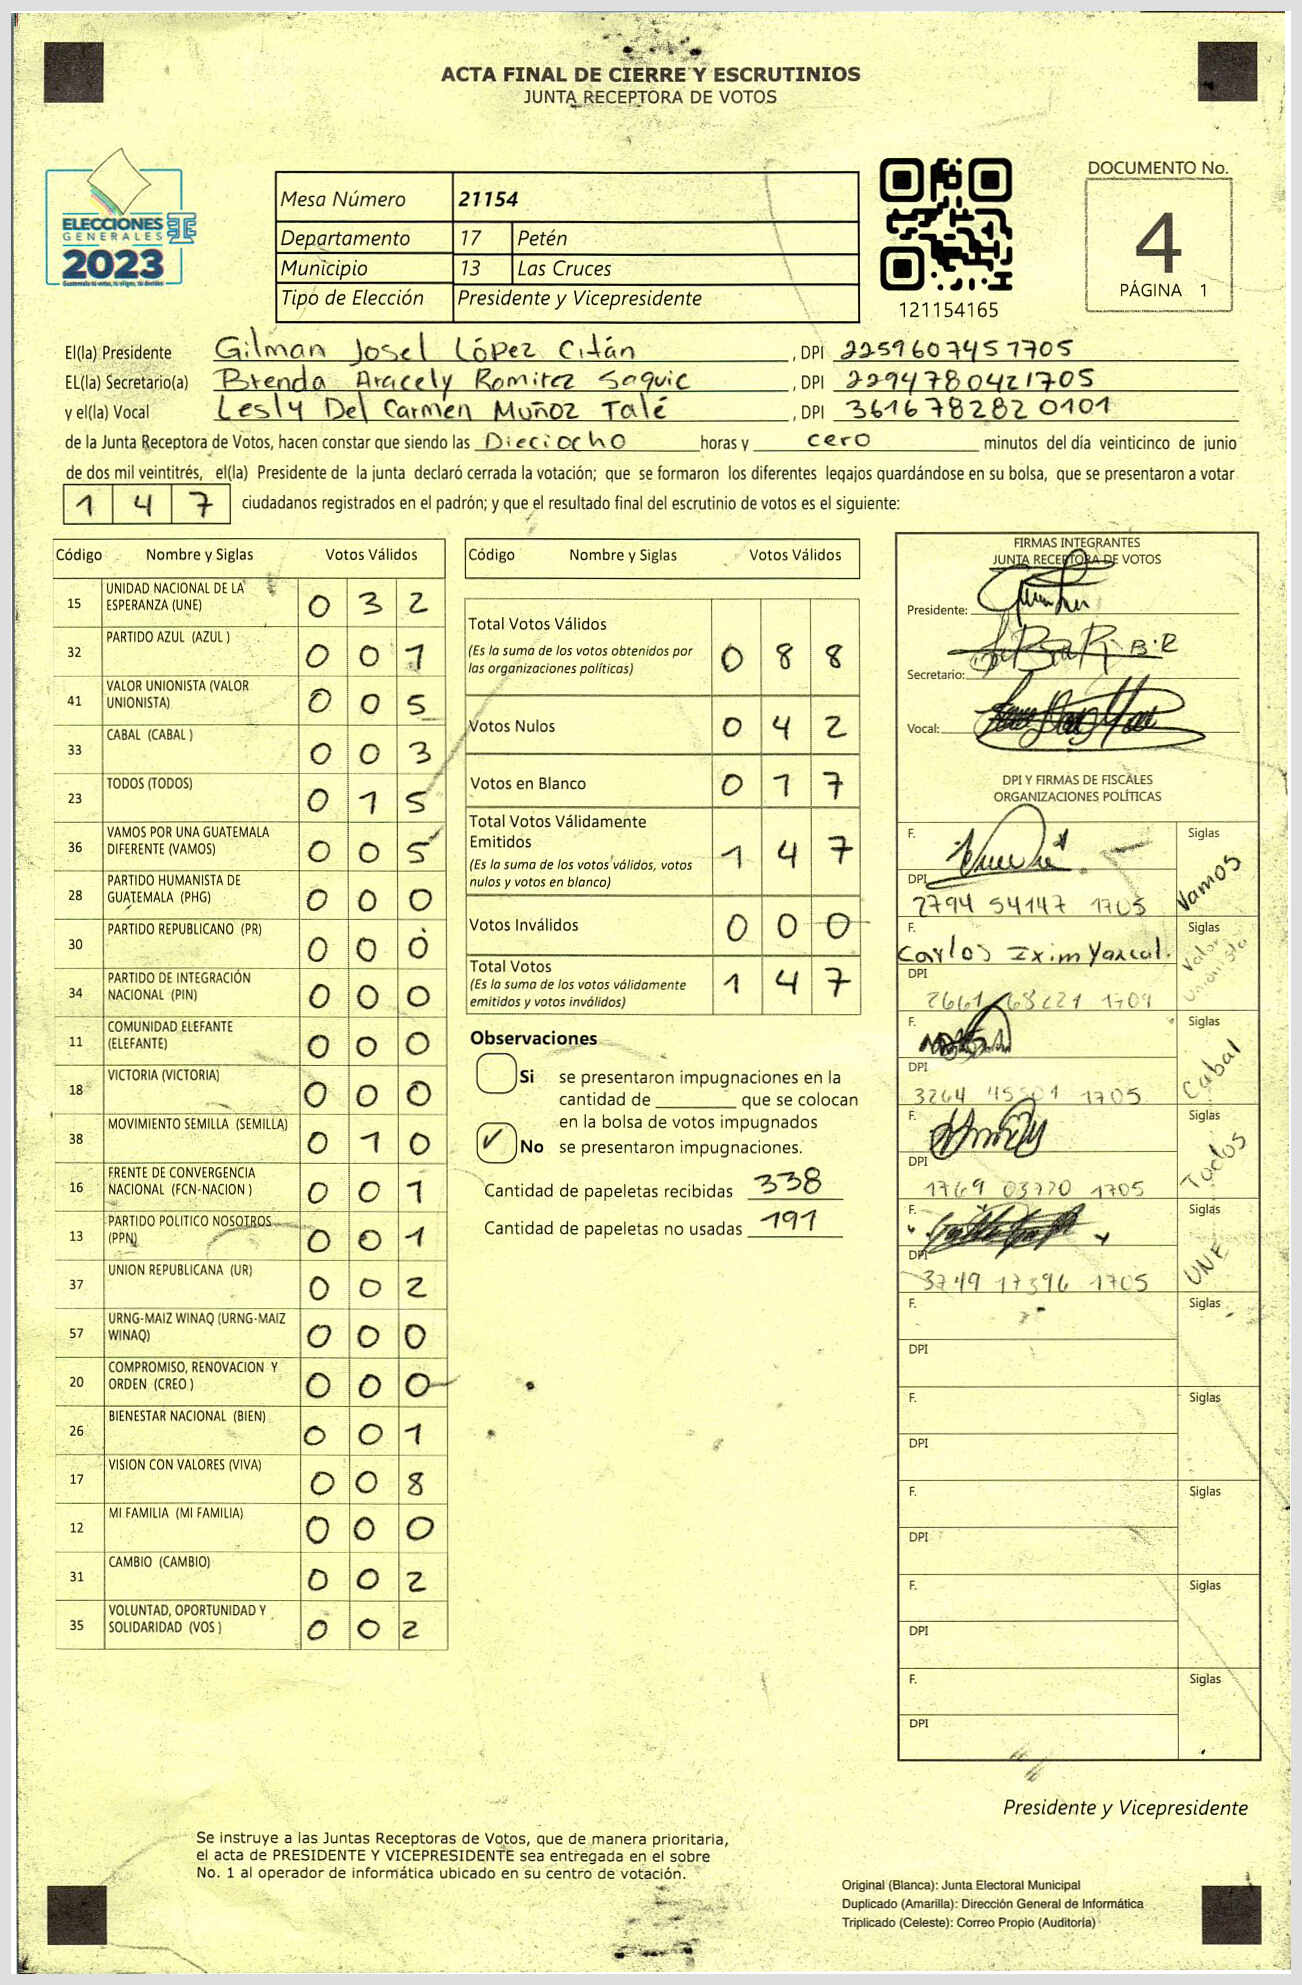 ACTA FINAL DE CIERRE Y ESCRUTINIOS
JUNTA RECEPTORA DE VOTOS
ELECCIONES
GENERALES
2023
Mesa Número 21154
Departamento 17 Petén
Municipio 13 Las Cruces
Tipo de Elección Presidente y Vicepresidente
121154165
DOCUMENTO No.
4
PÁGINA 1
El(la) Presidente Gilman Josel López Citán, DPI 2259607451705
EL(la) Secretario(a) Brenda Aracely Ramirez Saquic, DPI 2294780421705
y el(la) Vocal Lesly Del Carmen Muñoz Talé, DPI 3616782820101
de la Junta Receptora de Votos, hacen constar que siendo las Dieciocho horas y cero minutos del día veinticinco de junio
de dos mil veintitrés, el(la) Presidente de la junta declaró cerrada la votación; que se formaron los diferentes legajos guardándose en su bolsa, que se presentaron a votar
1 4 7 ciudadanos registrados en el padrón; y que el resultado final del escrutinio de votos es el siguiente:
Código Nombre y Siglas Votos Válidos
15 UNIDAD NACIONAL DE LA ESPERANZA (UNE) 0 3 2
32 PARTIDO AZUL (AZUL ) 0 0 1
41 VALOR UNIONISTA (VALOR UNIONISTA) 0 0 5
33 CABAL (CABAL ) 0 0 3
23 TODOS (TODOS) 0 1 5
36 VAMOS POR UNA GUATEMALA DIFERENTE (VAMOS) 0 0 5
28 PARTIDO HUMANISTA DE GUATEMALA (PHG) 0 0 0
30 PARTIDO REPUBLICANO (PR) 0 0 0
34 PARTIDO DE INTEGRACIÓN NACIONAL (PIN) 0 0 0
11 COMUNIDAD ELEFANTE (ELEFANTE) 0 0 0
18 VICTORIA (VICTORIA) 0 0 0
38 MOVIMIENTO SEMILLA (SEMILLA) 0 1 0
16 FRENTE DE CONVERGENCIA NACIONAL (FCN-NACION ) 0 0 1
13 PARTIDO POLITICO NOSOTROS (PPN) 0 0 1
37 UNION REPUBLICANA (UR) 0 0 2
57 URNG-MAIZ WINAQ (URNG-MAIZ WINAQ) 0 0 0
20 COMPROMISO, RENOVACION Y ORDEN (CREO ) 0 0 0
26 BIENESTAR NACIONAL (BIEN) 0 0 1
17 VISION CON VALORES (VIVA) 0 0 8
12 MI FAMILIA (MI FAMILIA) 0 0 0
31 CAMBIO (CAMBIO) 0 0 2
35 VOLUNTAD, OPORTUNIDAD Y SOLIDARIDAD (VOS ) 0 0 2
Código Nombre y Siglas Votos Válidos
Total Votos Válidos
(Es la suma de los votos obtenidos por las organizaciones políticas) 0 8 8
Votos Nulos 0 4 2
Votos en Blanco 0 1 7
Total Votos Válidamente Emitidos
(Es la suma de los votos válidos, votos nulos y votos en blanco) 1 4 7
Votos Inválidos 0 0 0
Total Votos
(Es la suma de los votos válidamente emitidos y votos inválidos) 1 4 7
Observaciones
Si se presentaron impugnaciones en la
cantidad de ________ que se colocan
en la bolsa de votos impugnados
✓ No se presentaron impugnaciones.
Cantidad de papeletas recibidas 338
Cantidad de papeletas no usadas 191
FIRMAS INTEGRANTES
JUNTA RECEPTORA DE VOTOS
Presidente:
Secretario:
Vocal:
DPI Y FIRMAS DE FISCALES
ORGANIZACIONES POLÍTICAS
F. Siglas Vamos
DPI 2794 54147 1705
F. Carlos Ixim Yaxcal. Siglas Valor Unionista
DPI
F. Siglas Cabal
DPI 3264 1705
F. Siglas Todos
DPI 1769 03720 1705
F. Siglas UNE
DPI 3749 17396 1705
F. Siglas
DPI
F. Siglas
DPI
F. Siglas
DPI
F. Siglas
DPI
F. Siglas
DPI
Presidente y Vicepresidente
Se instruye a las Juntas Receptoras de Votos, que de manera prioritaria,
el acta de PRESIDENTE Y VICEPRESIDENTE sea entregada en el sobre
No. 1 al operador de informática ubicado en su centro de votación.
Original (Blanca): Junta Electoral Municipal
Duplicado (Amarilla): Dirección General de Informática
Triplicado (Celeste): Correo Propio (Auditoría)